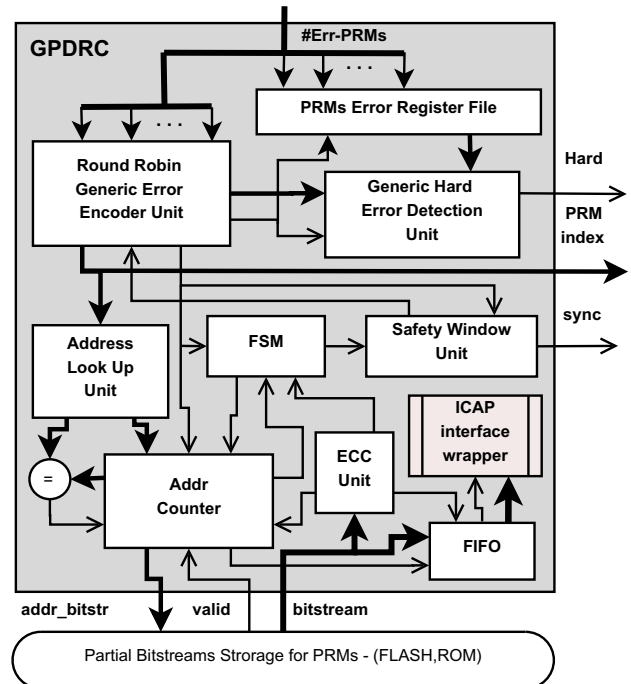 #Err-PRMs
GPDRC
. . .
PRMs Error Register File
. . .
Round Robin
Generic Error
Encoder Unit
Generic Hard
Error Detection
Unit
Hard
PRM
index
sync
Address
Look Up
Unit
FSM
Safety Window
Unit
ICAP
interface
wrapper
ECC
Unit
=
Addr
Counter
FIFO
addr_bitstr
valid
bitstream
Partial Bitstreams Strorage for PRMs - (FLASH,ROM)